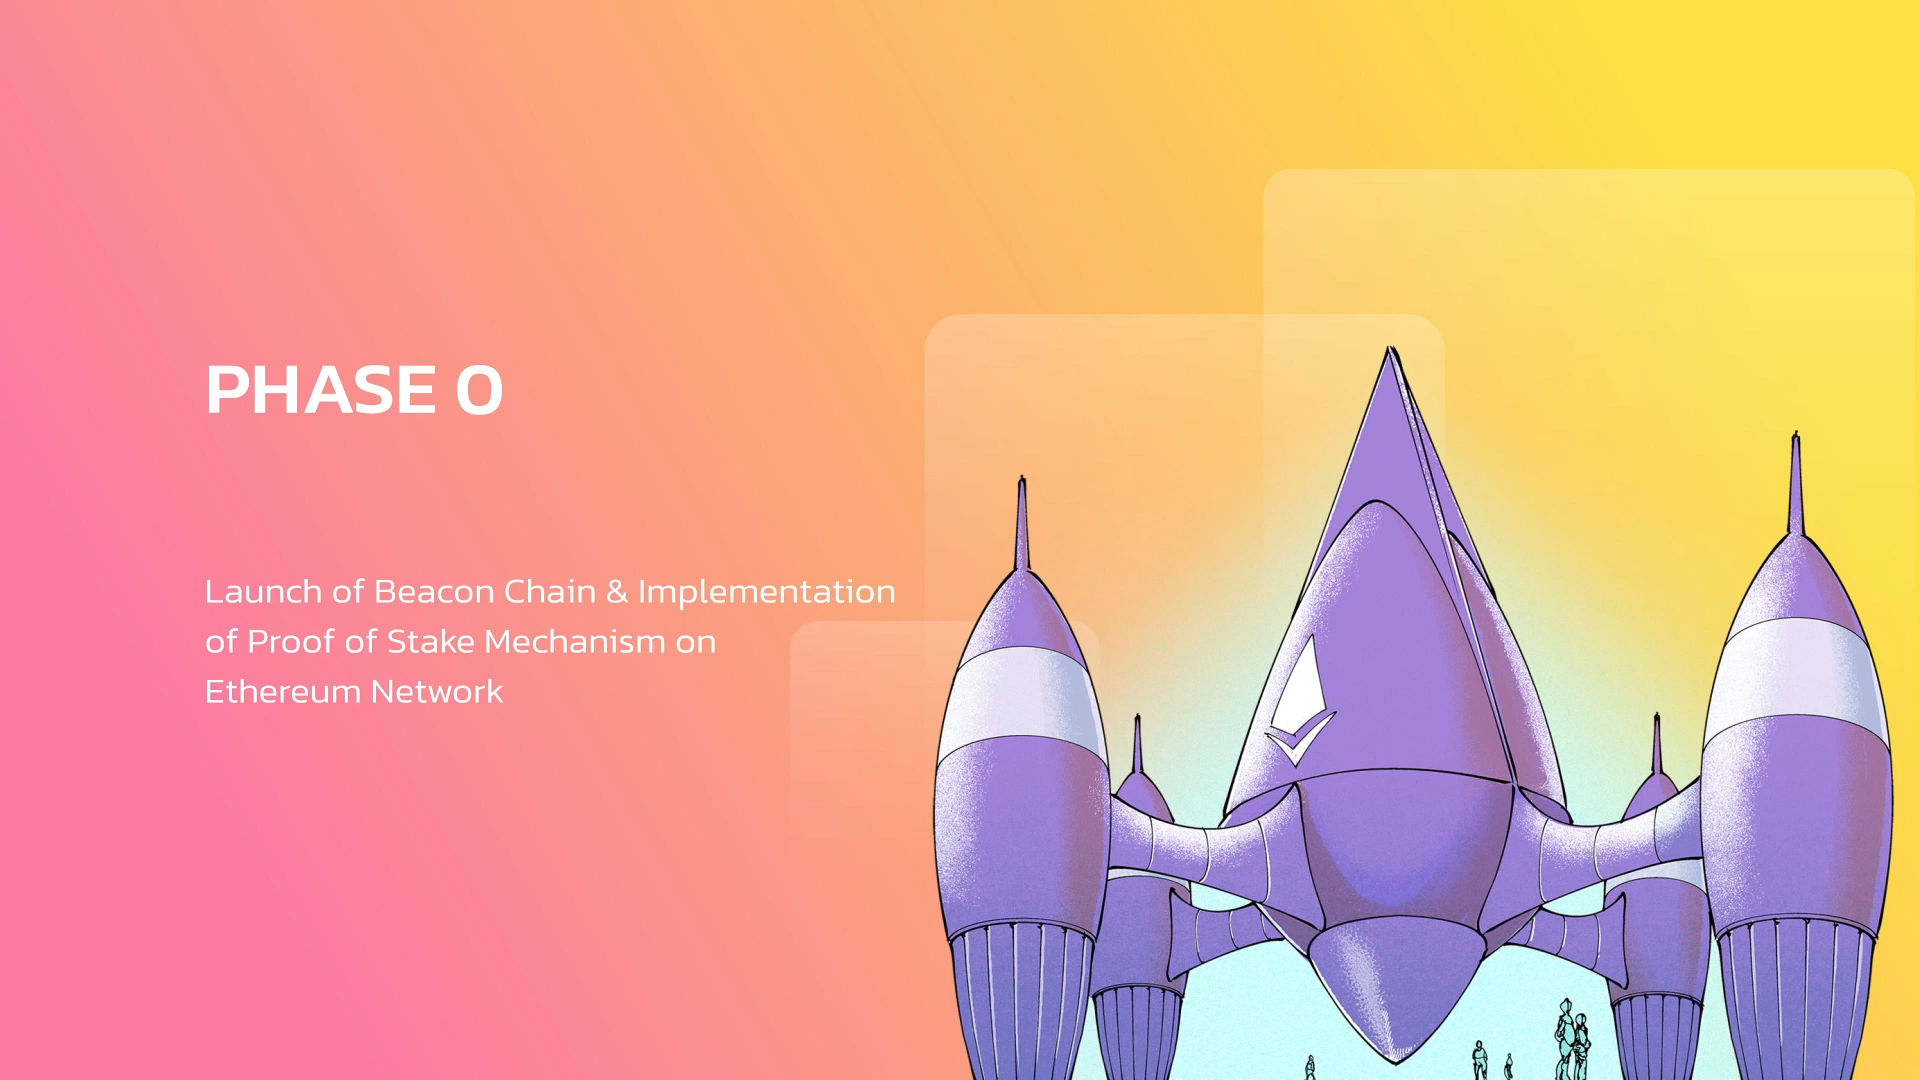 PHASE 0
Launch of Beacon Chain & Implementation
of Proof of Stake Mechanism on
Ethereum Network